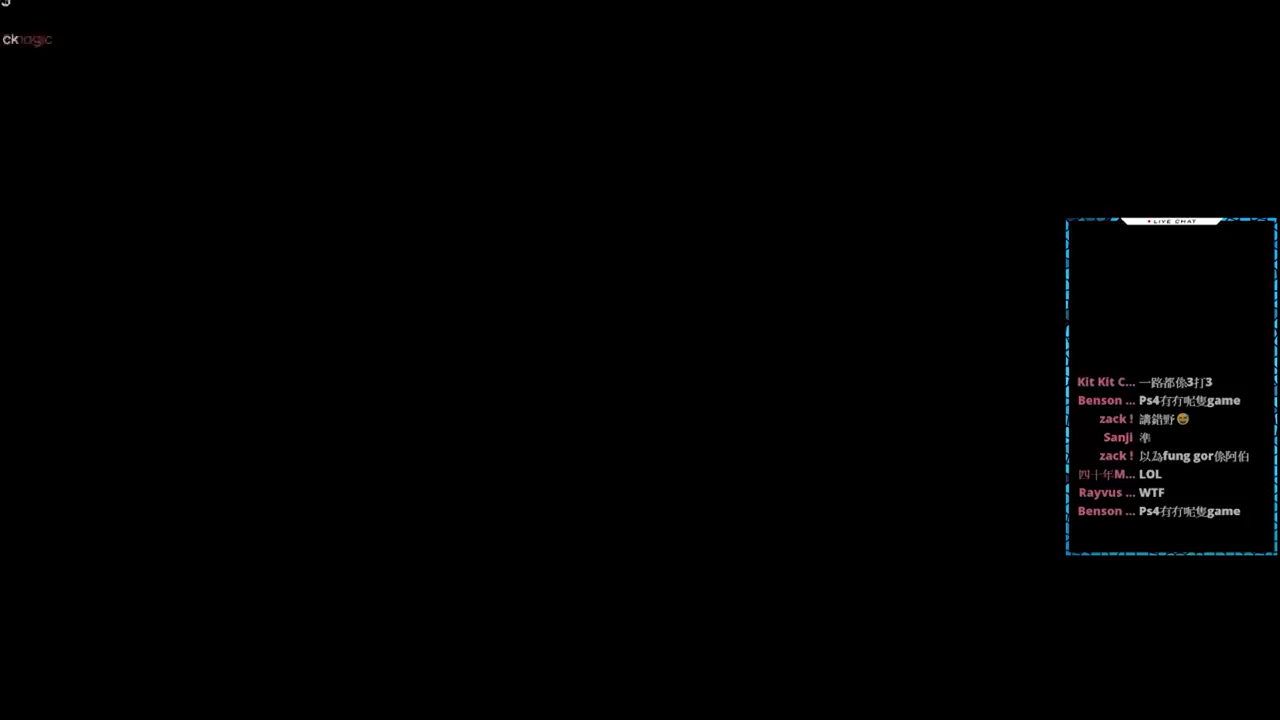 LIVE CHAT
Kit Kit C... 一路都係3打3
Benson ... Ps4有冇呢隻game
zack ! 講錯野😅
Sanji 準
zack ! 以為fung gor係阿伯
四十年M... LOL
Rayvus ... WTF
Benson ... Ps4有冇呢隻game